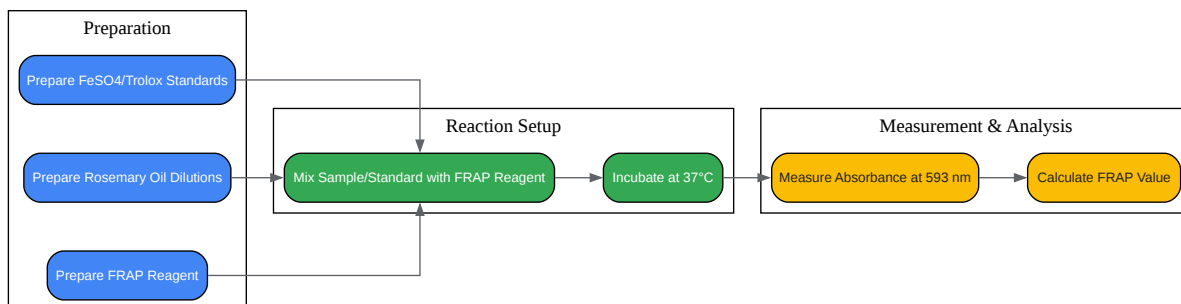 Preparation
Prepare FeSO4/Trolox Standards
Prepare Rosemary Oil Dilutions
Prepare FRAP Reagent
Reaction Setup
Mix Sample/Standard with FRAP Reagent
Incubate at 37°C
Measurement & Analysis
Measure Absorbance at 593 nm
Calculate FRAP Value